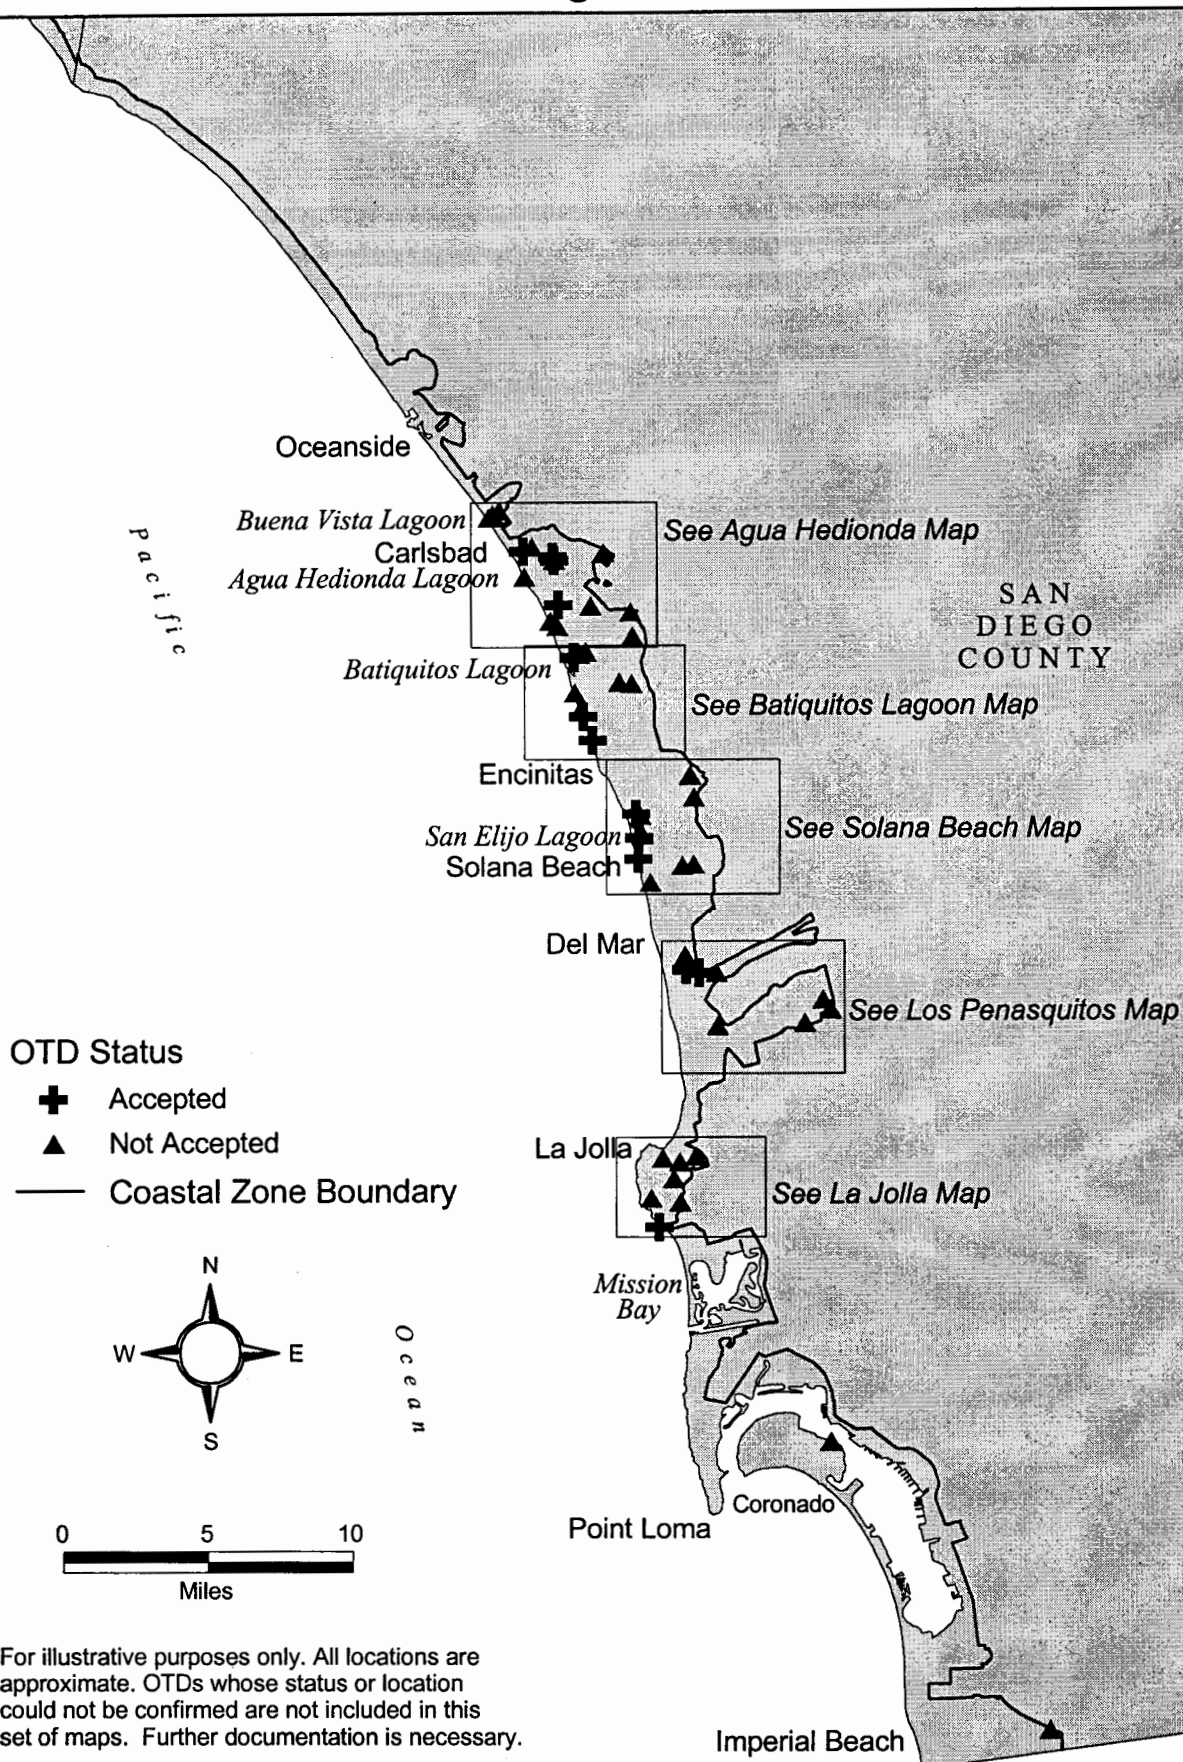 Oceanside
Buena Vista Lagoon
See Agua Hedionda Map
Carlsbad
Agua Hedionda Lagoon
Pacific
SAN
DIEGO
COUNTY
Batiquitos Lagoon
See Batiquitos Lagoon Map
Encinitas
San Elijo Lagoon
See Solana Beach Map
Solana Beach
Del Mar
See Los Penasquitos Map
OTD Status
Accepted
Not Accepted
Coastal Zone Boundary
La Jolla
See La Jolla Map
Mission
Bay
N
W
E
S
Ocean
Coronado
Point Loma
0 5 10
Miles
For illustrative purposes only. All locations are
approximate. OTDs whose status or location
could not be confirmed are not included in this
set of maps. Further documentation is necessary.
Imperial Beach